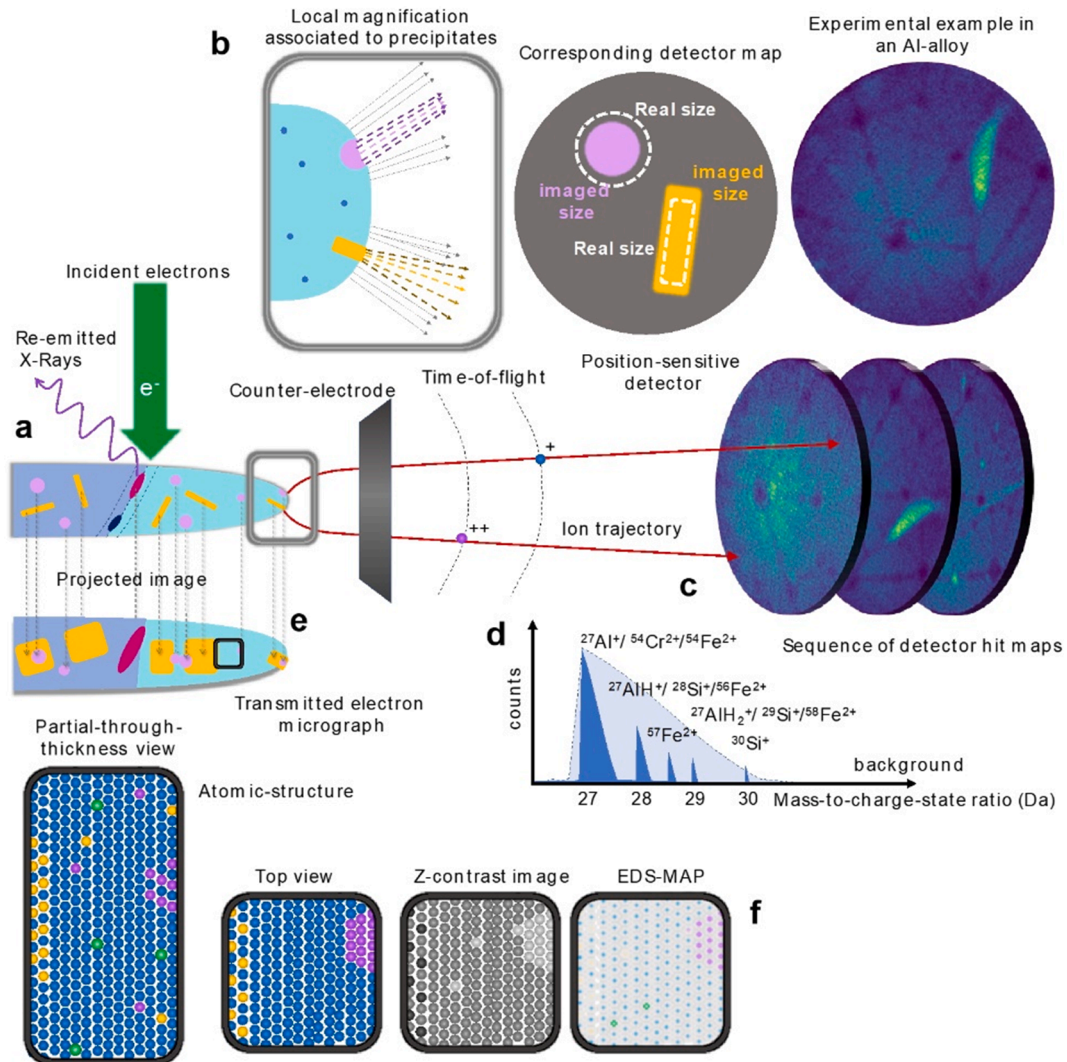 b
Local magnification
associated to precipitates
Corresponding detector map
Experimental example in
an Al-alloy
Real size
imaged
size
imaged
size
Real size
Incident electrons
Re-emitted
X-Rays
e-
a
Counter-electrode
Time-of-flight
Position-sensitive
detector
+
++
Ion trajectory
Projected image
c
e
d
Sequence of detector hit maps
Transmitted electron
micrograph
counts
²⁷Al⁺/ ⁵⁴Cr²⁺/⁵⁴Fe²⁺
²⁷AlH⁺/ ²⁸Si⁺/⁵⁶Fe²⁺
²⁷AlH₂⁺/ ²⁹Si⁺/⁵⁸Fe²⁺
⁵⁷Fe²⁺
³⁰Si⁺
background
27 28 29 30
Mass-to-charge-state ratio (Da)
Partial-through-
thickness view
Atomic-structure
Top view
Z-contrast image
EDS-MAP
f